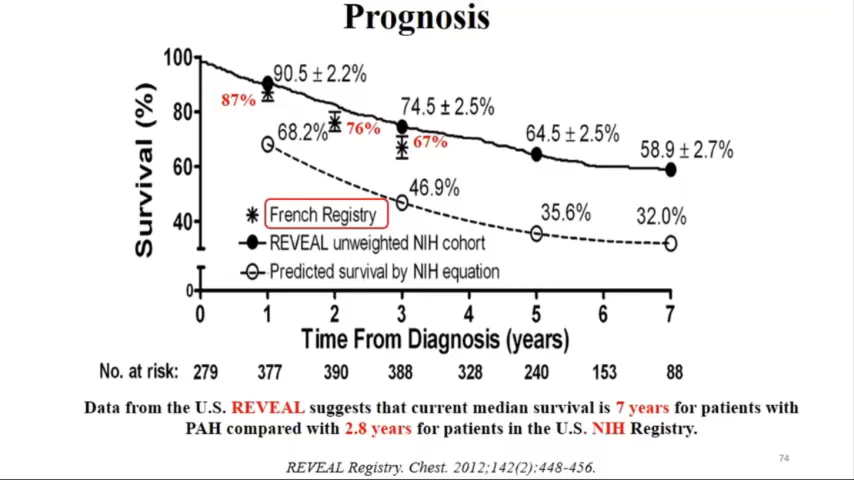 Prognosis
Survival (%)
100
80
60
40
0
90.5 ± 2.2%
87%
68.2%
76%
74.5 ± 2.5%
67%
46.9%
64.5 ± 2.5%
35.6%
58.9 ± 2.7%
32.0%
French Registry
REVEAL unweighted NIH cohort
Predicted survival by NIH equation
0 1 2 3 4 5 6 7
Time From Diagnosis (years)
No. at risk: 279 377 390 388 328 240 153 88
Data from the U.S. REVEAL suggests that current median survival is 7 years for patients with
PAH compared with 2.8 years for patients in the U.S. NIH Registry.
74
REVEAL Registry. Chest. 2012;142(2):448-456.